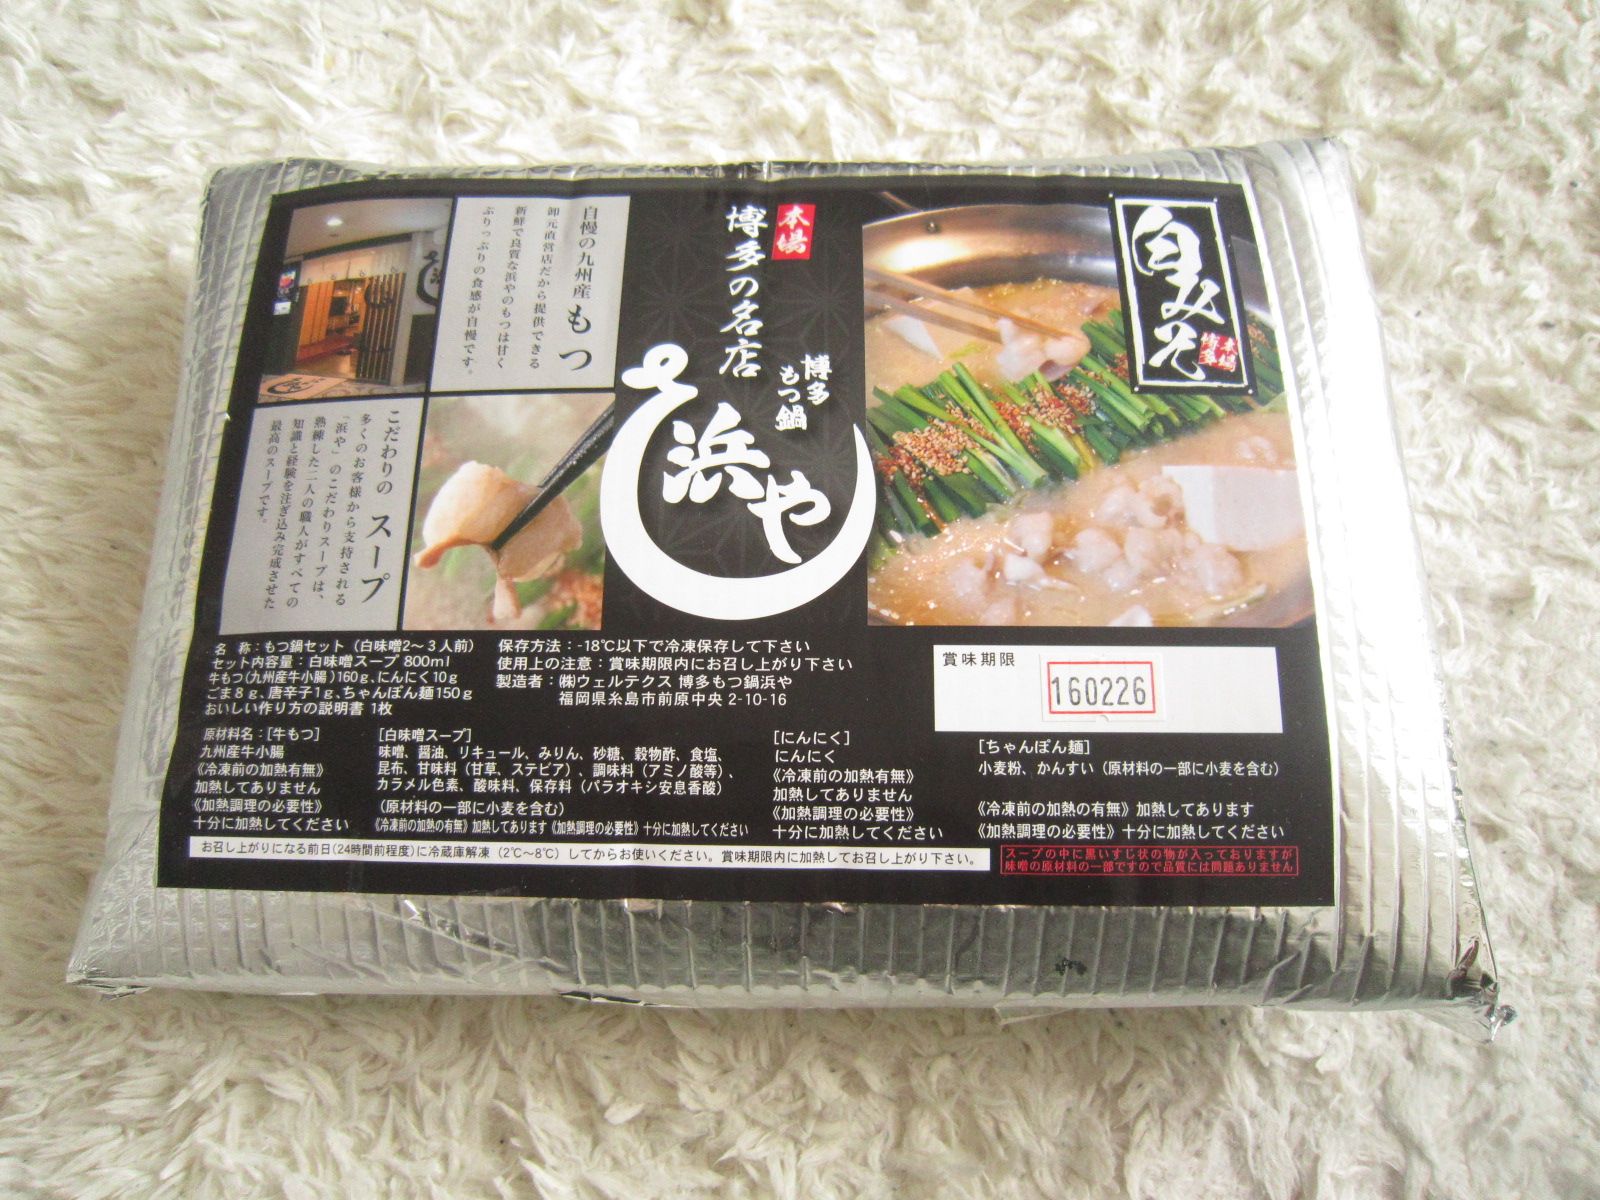 自慢の九州産 もつ
卸元直営店だから提供できる
新鮮で良質な浜やのもつは甘く
ぷりっぷりの食感が自慢です。
こだわりの スープ
多くのお客様から支持される
「浜や」のこだわりスープは、
熟練した二人の職人がすべての
知識と経験を注ぎ込み完成させた
最高のスープです。
本場
博多の名店
博多
もつ鍋
浜や
白みそ
本場
博多
名 称：もつ鍋セット（白味噌2～3人前）
セット内容量：白味噌スープ 800ml
牛もつ(九州産牛小腸)160g、にんにく10g
ごま8g、唐辛子1g、ちゃんぽん麺150g
おいしい作り方の説明書 1枚
保存方法：-18℃以下で冷凍保存して下さい
使用上の注意：賞味期限内にお召し上がり下さい
製造者：㈱ウェルテクス 博多もつ鍋浜や
福岡県糸島市前原中央 2-10-16
賞味期限
160226
原材料名：[牛もつ]
九州産牛小腸
《冷凍前の加熱有無》
加熱してありません
《加熱調理の必要性》
十分に加熱してください
[白味噌スープ]
味噌、醤油、リキュール、みりん、砂糖、穀物酢、食塩、
昆布、甘味料（甘草、ステビア）、調味料（アミノ酸等）、
カラメル色素、酸味料、保存料（パラオキシ安息香酸）
（原材料の一部に小麦を含む）
《冷凍前の加熱の有無》加熱してあります《加熱調理の必要性》十分に加熱してください
[にんにく]
にんにく
《冷凍前の加熱有無》
加熱してありません
《加熱調理の必要性》
十分に加熱してください
[ちゃんぽん麺]
小麦粉、かんすい（原材料の一部に小麦を含む）
《冷凍前の加熱の有無》加熱してあります
《加熱調理の必要性》十分に加熱してください
お召し上がりになる前日(24時間前程度)に冷蔵庫解凍（2℃～8℃）してからお使いください。賞味期限内に加熱してお召し上がり下さい。
スープの中に黒いすじ状の物が入っておりますが
味噌の原材料の一部ですので品質には問題ありません